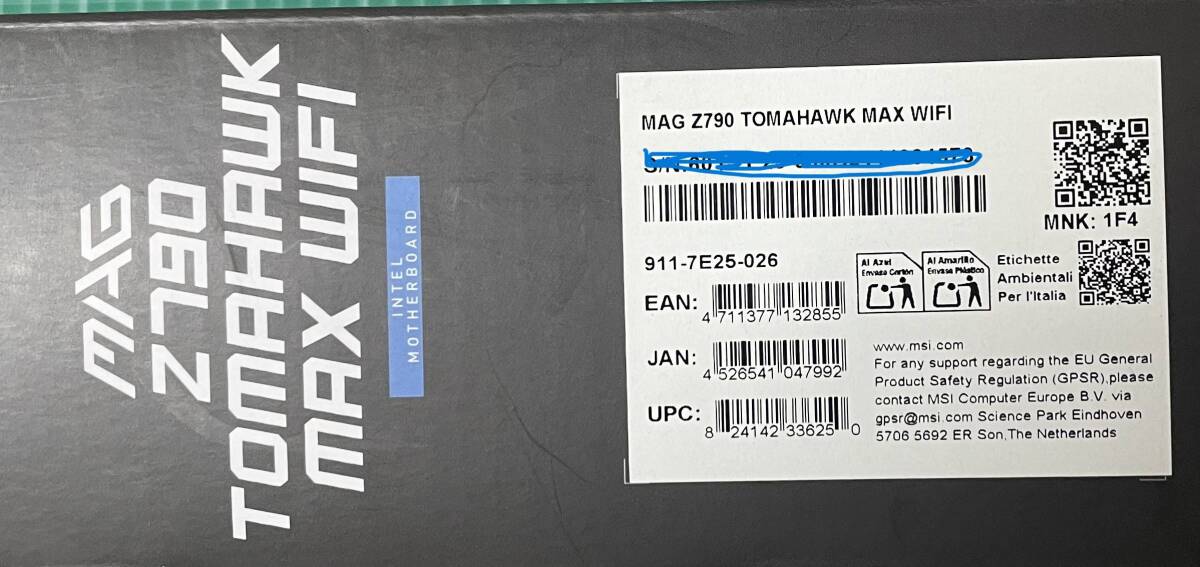 MAG
Z790
TOMAHAWK
MAX WIFI
INTEL
MOTHERBOARD
MAG Z790 TOMAHAWK MAX WIFI
MNK: 1F4
911-7E25-026
Al Azul
Envase Cartón
Al Amarillo
Envase Plástico
Etichette
Ambientali
Per l'Italia
EAN:
4 711377 132855
JAN:
4 526541 047992
UPC:
8 24142 33625 0
www.msi.com
For any support regarding the EU General
Product Safety Regulation (GPSR),please
contact MSI Computer Europe B.V. via
gpsr@msi.com Science Park Eindhoven
5706 5692 ER Son,The Netherlands